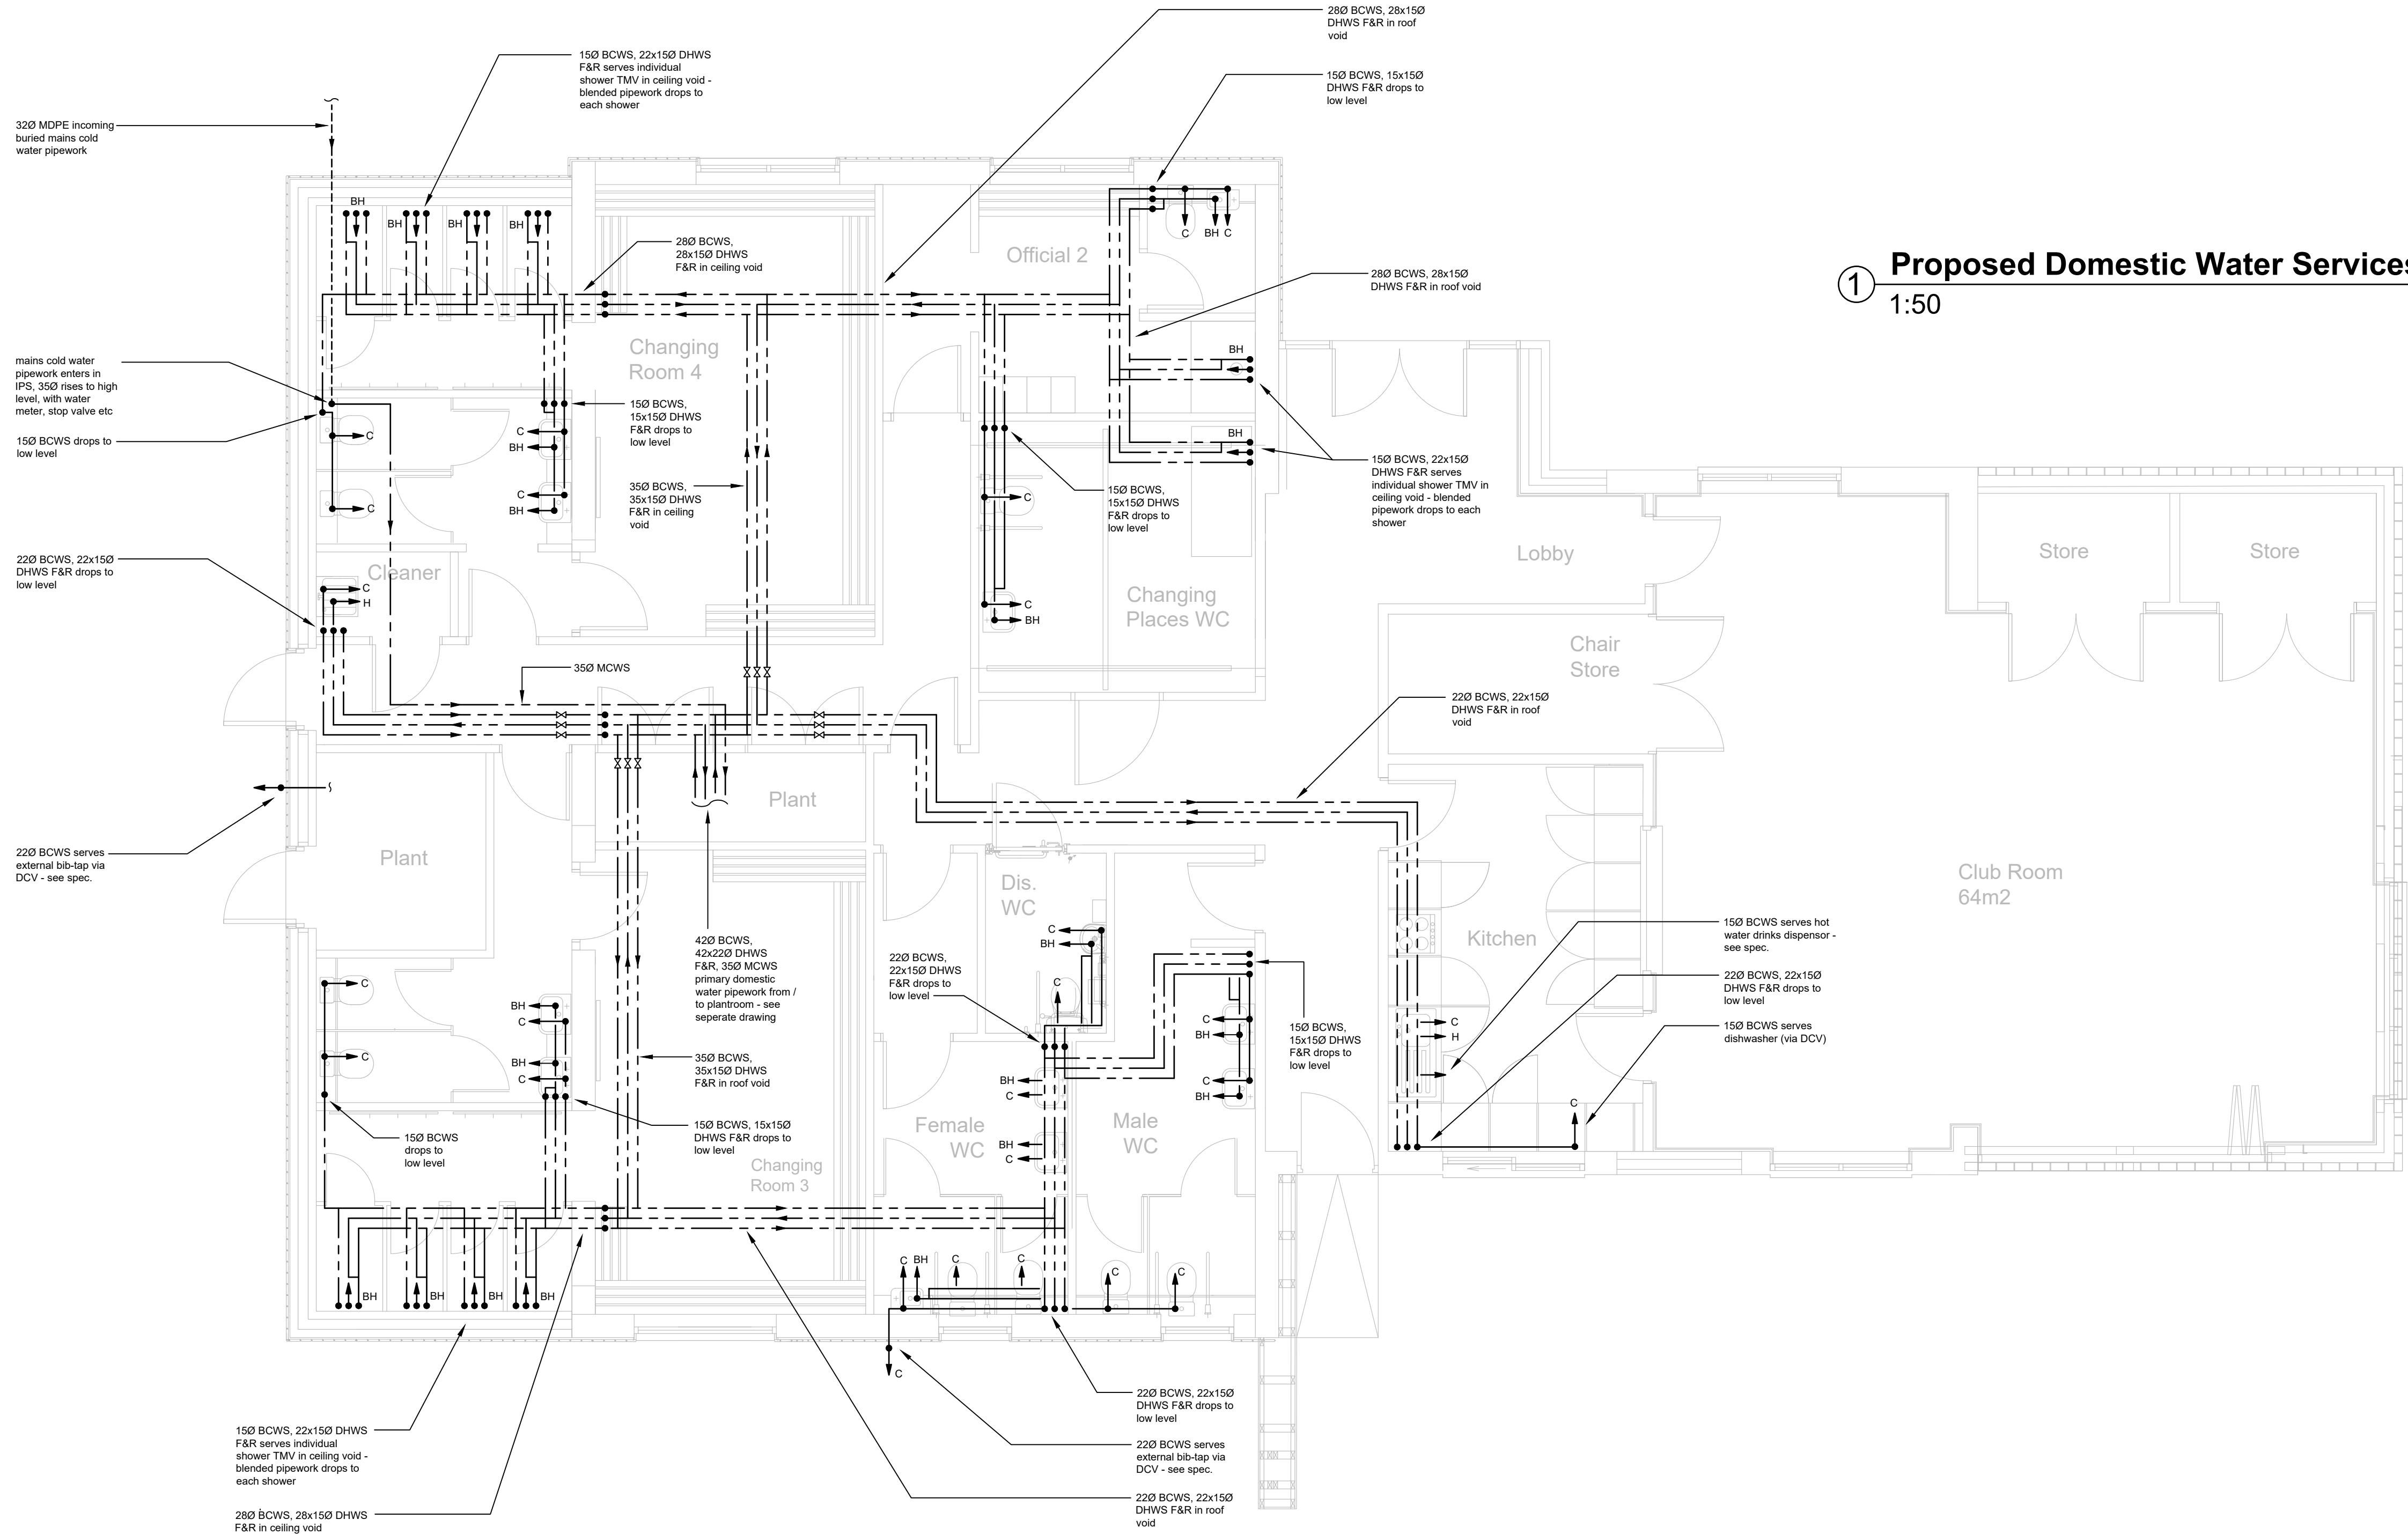 28Ø BCWS, 28x15Ø
DHWS F&R in roof
void
15Ø BCWS, 22x15Ø DHWS
F&R serves individual
shower TMV in ceiling void -
blended pipework drops to
each shower
15Ø BCWS, 15x15Ø
DHWS F&R drops to
low level
32Ø MDPE incoming
buried mains cold
water pipework
BH
BH
BH
BH
C
BH
C
28Ø BCWS,
28x15Ø DHWS
F&R in ceiling void
Official 2
28Ø BCWS, 28x15Ø
DHWS F&R in roof void
1
Proposed Domestic Water Services
1:50
Changing
Room 4
BH
mains cold water
pipework enters in
IPS, 35Ø rises to high
level, with water
meter, stop valve etc
15Ø BCWS drops to
low level
C
C
15Ø BCWS,
15x15Ø DHWS
F&R drops to
low level
C
BH
C
BH
BH
15Ø BCWS, 22x15Ø
DHWS F&R serves
individual shower TMV in
ceiling void - blended
pipework drops to each
shower
35Ø BCWS,
35x15Ø DHWS
F&R in ceiling
void
C
15Ø BCWS,
15x15Ø DHWS
F&R drops to
low level
22Ø BCWS, 22x15Ø
DHWS F&R drops to
low level
Cleaner
C
H
C
BH
Changing
Places WC
Lobby
Store
Store
Chair
Store
35Ø MCWS
22Ø BCWS, 22x15Ø
DHWS F&R in roof
void
Plant
Plant
22Ø BCWS serves
external bib-tap via
DCV - see spec.
Dis.
WC
Club Room
64m2
42Ø BCWS,
42x22Ø DHWS
F&R, 35Ø MCWS
primary domestic
water pipework from /
to plantroom - see
seperate drawing
C
BH
C
22Ø BCWS,
22x15Ø DHWS
F&R drops to
low level
Kitchen
15Ø BCWS serves hot
water drinks dispensor -
see spec.
22Ø BCWS, 22x15Ø
DHWS F&R drops to
low level
15Ø BCWS serves
dishwasher (via DCV)
C
C
BH
C
BH
C
C
BH
C
BH
15Ø BCWS,
15x15Ø DHWS
F&R drops to
low level
C
H
C
35Ø BCWS,
35x15Ø DHWS
F&R in roof void
BH
C
BH
C
Female
WC
Male
WC
15Ø BCWS
drops to
low level
15Ø BCWS, 15x15Ø
DHWS F&R drops to
low level
Changing
Room 3
BH
BH
BH
BH
C
BH
C
C
C
C
C
22Ø BCWS, 22x15Ø
DHWS F&R drops to
low level
15Ø BCWS, 22x15Ø DHWS
F&R serves individual
shower TMV in ceiling void -
blended pipework drops to
each shower
22Ø BCWS serves
external bib-tap via
DCV - see spec.
28Ø BCWS, 28x15Ø DHWS
F&R in ceiling void
22Ø BCWS, 22x15Ø
DHWS F&R in roof
void